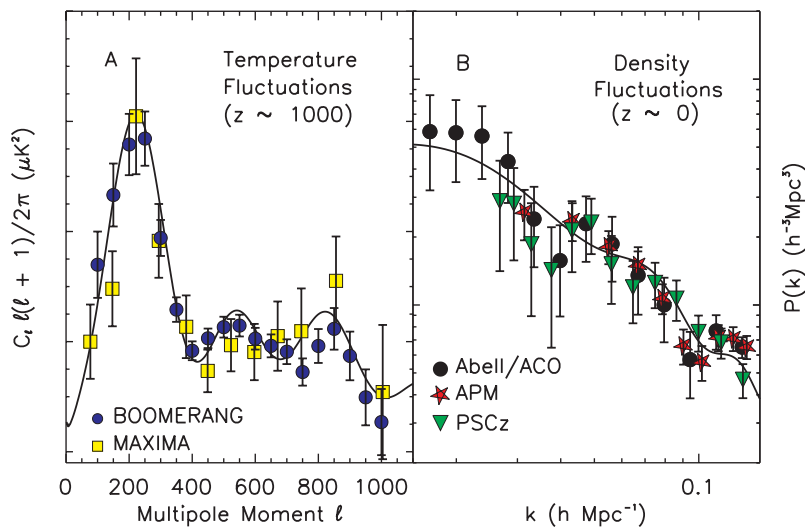 A
Temperature
Fluctuations
(z ~ 1000)
C_ℓ ℓ(ℓ + 1)/2π (μK²)
BOOMERANG
MAXIMA
0 200 400 600 800 1000
Multipole Moment ℓ
B
Density
Fluctuations
(z ~ 0)
P(k) (h⁻³Mpc³)
Abell/ACO
APM
PSCz
0.1
k (h Mpc⁻¹)